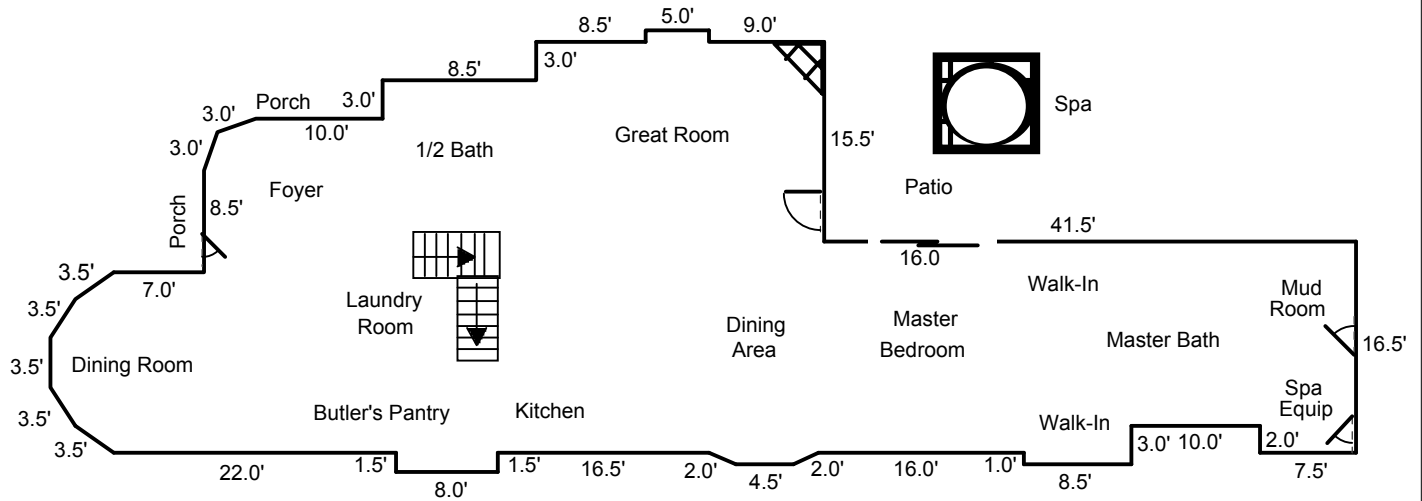 5.0'
8.5'
9.0'
3.0'
8.5'
3.0'
Porch
3.0'
10.0'
3.0'
Great Room
15.5'
Spa
1/2 Bath
Foyer
Patio
Porch
8.5'
41.5'
16.0
3.5'
7.0'
3.5'
Walk-In
Mud
Room
Laundry
Room
Dining
Area
Master
Bedroom
Master Bath
16.5'
3.5'
Dining Room
Spa
Equip
3.5'
Butler's Pantry
Kitchen
Walk-In
3.5'
22.0'
1.5'
8.0'
1.5'
16.5'
2.0'
4.5'
2.0'
16.0'
1.0'
8.5'
3.0'
10.0'
2.0'
7.5'